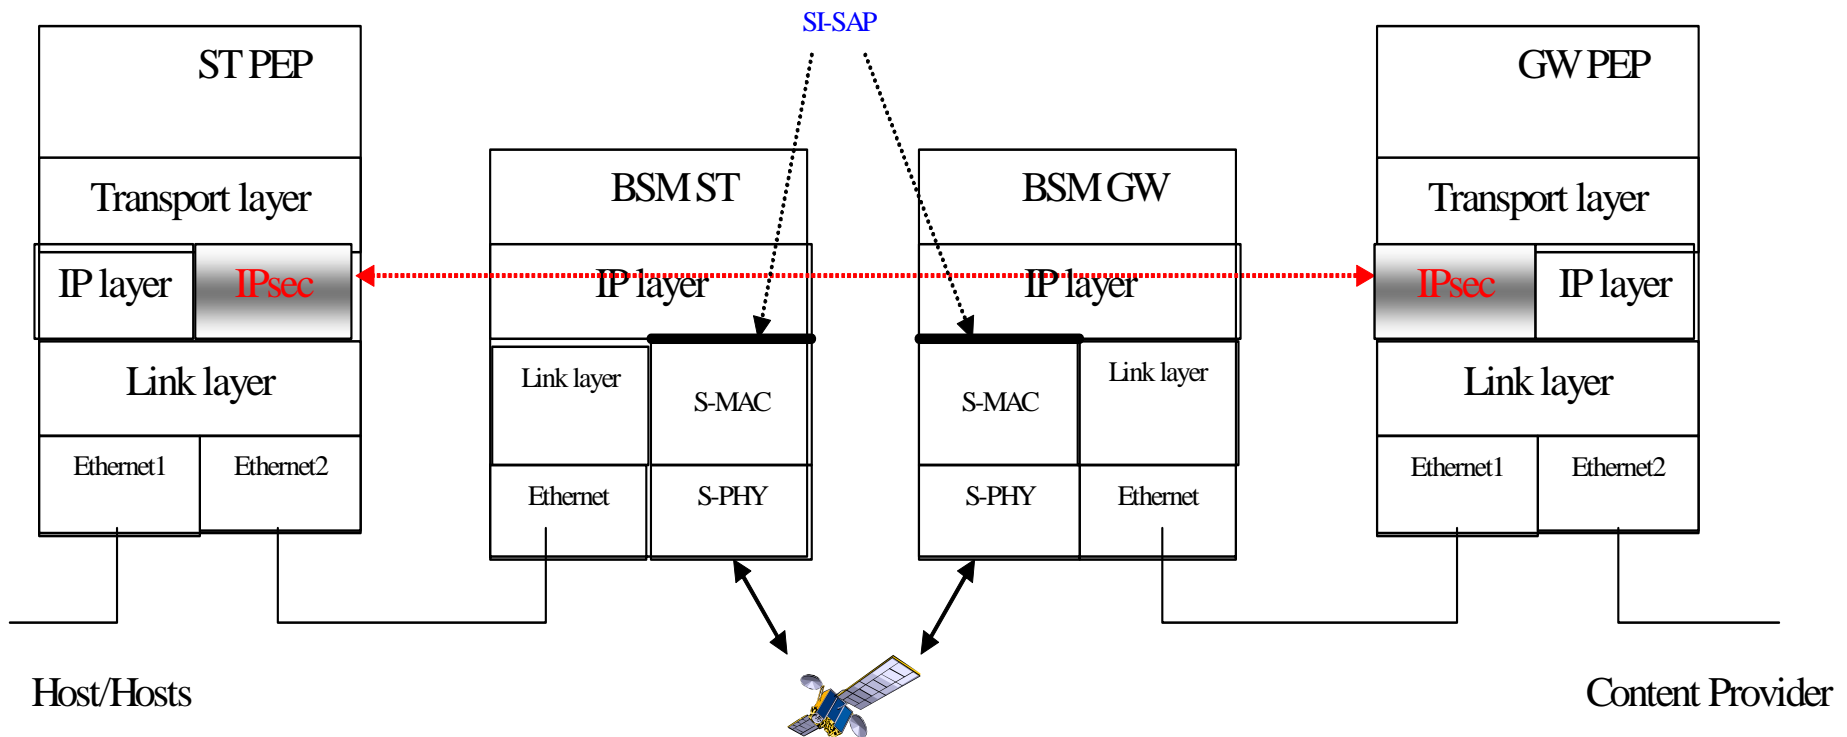 SI-SAP
ST PEP
GW PEP
BSM ST
BSM GW
Transport layer
Transport layer
IP layer
IPsec
IP layer
IP layer
IPsec
IP layer
Link layer
Link layer
S-MAC
S-MAC
Link layer
Link layer
Ethernet1
Ethernet2
Ethernet
S-PHY
S-PHY
Ethernet
Ethernet1
Ethernet2
Host/Hosts
Content Provider